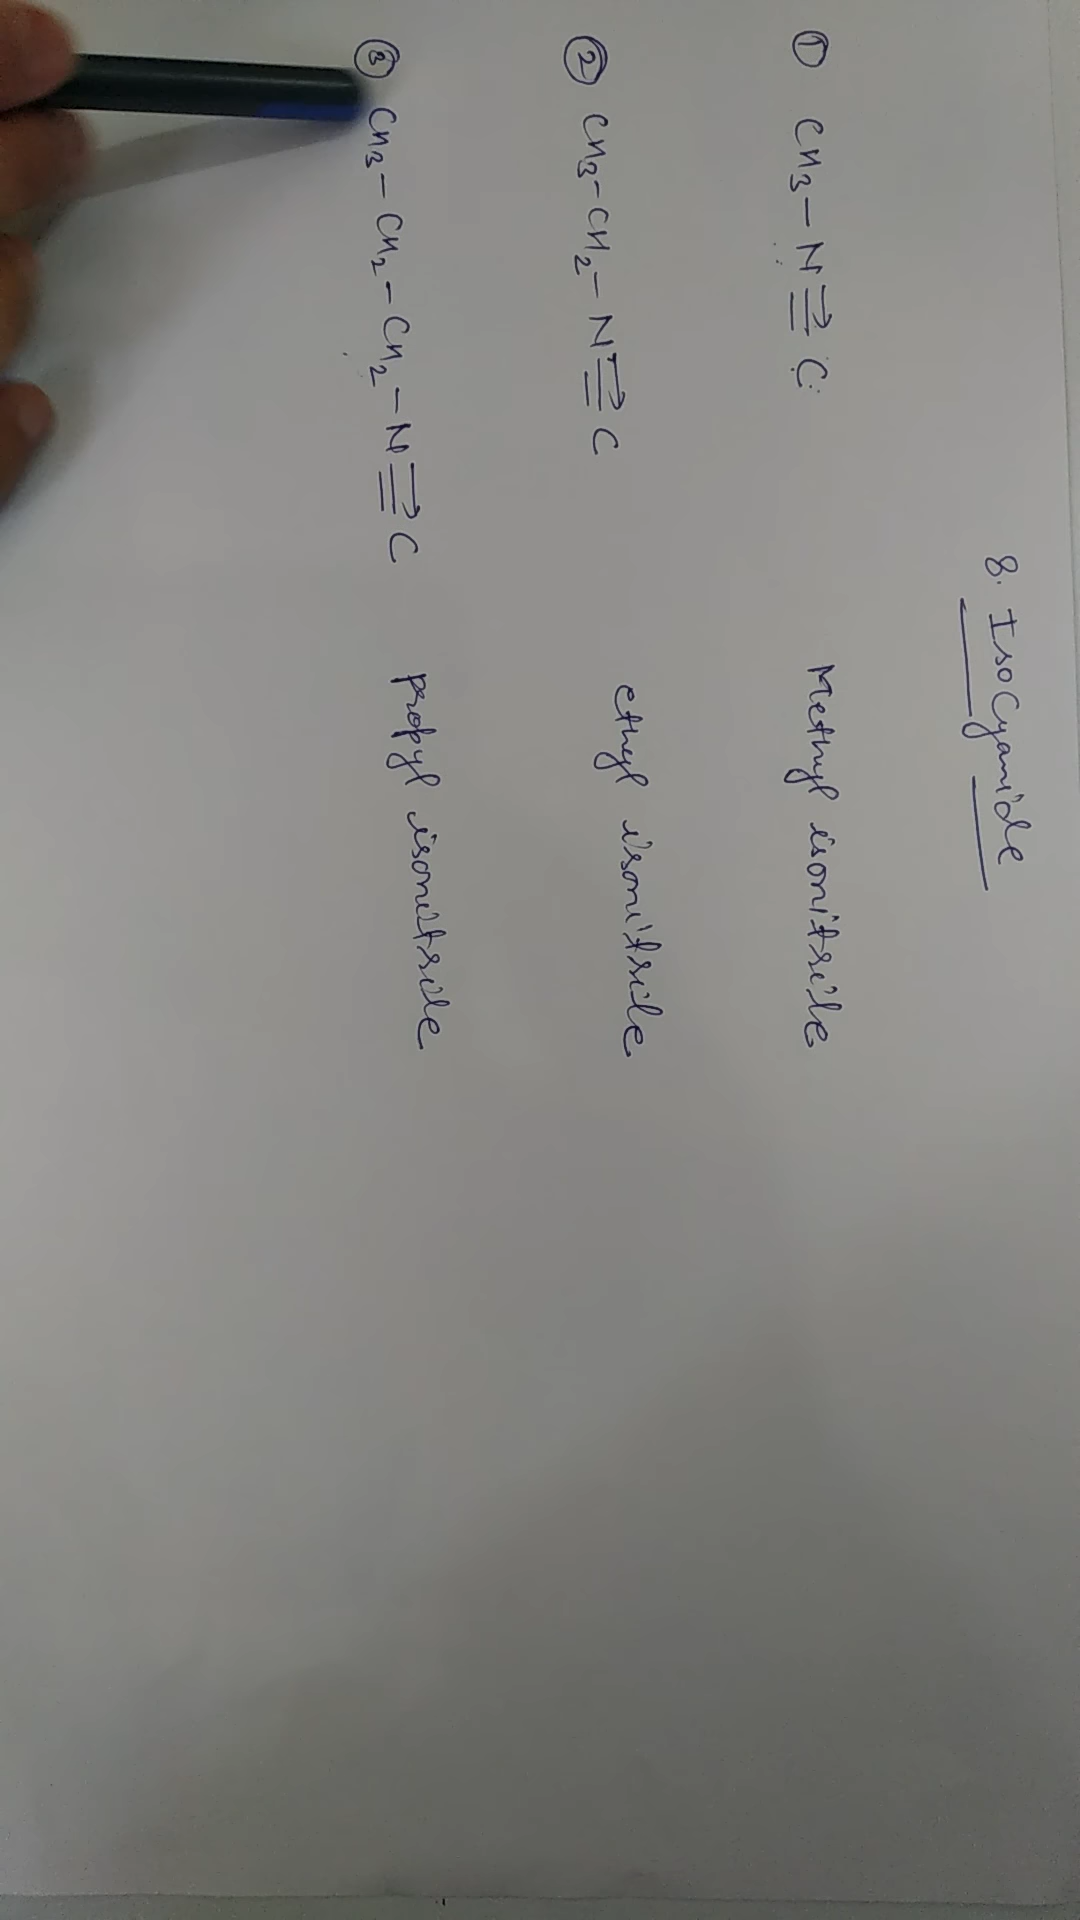 8. Isocyanide
① CH3-N≡C: Methyl isonitrile
② CH3-CH2-N≡C ethyl isonitrile
③ CH3-CH2-CH2-N≡C Propyl isonitrile